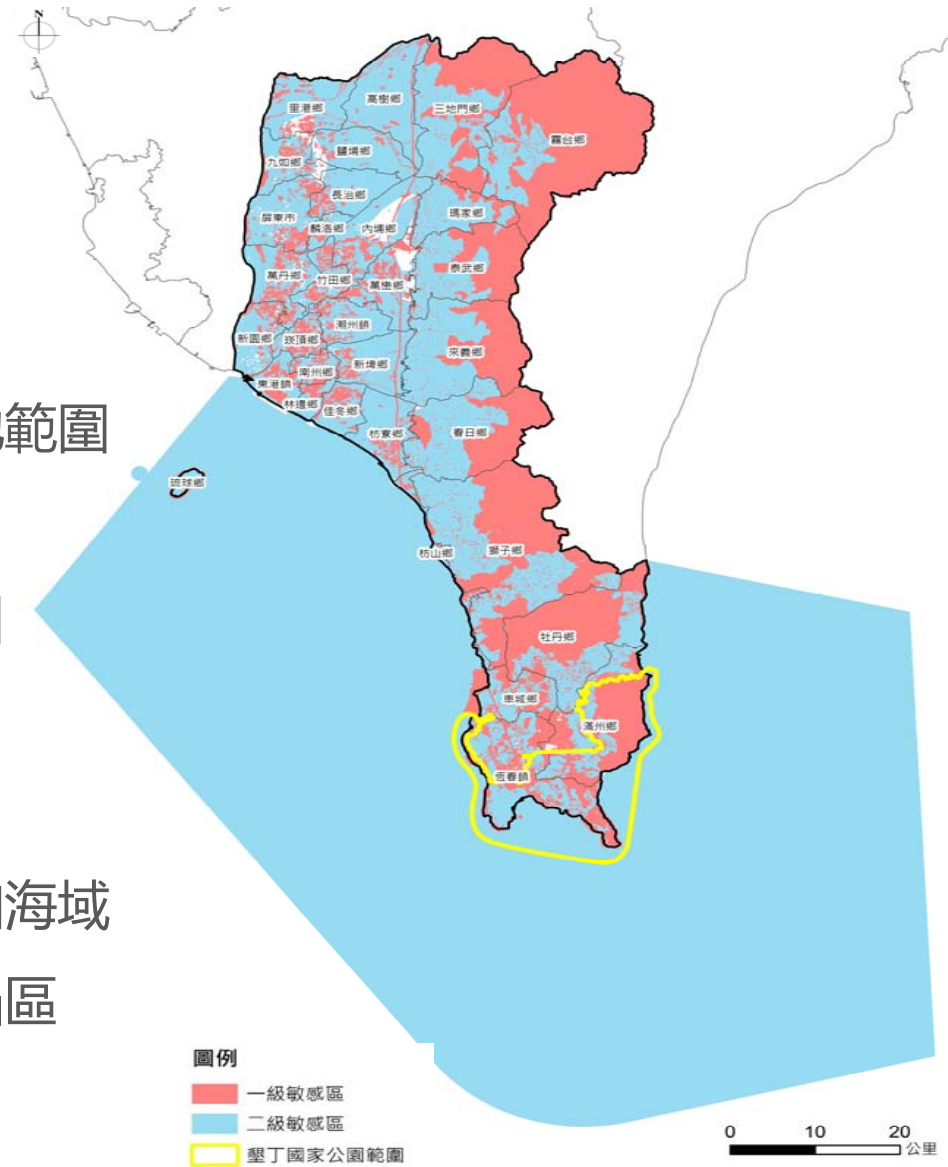 N
高樹鄉
里港鄉
三地門鄉
霧台鄉
鹽埔鄉
九如鄉
長治鄉
屏東市
瑪家鄉
麟洛鄉
內埔鄉
泰武鄉
萬丹鄉
竹田鄉
萬巒鄉
潮州鎮
新園鄉
崁頂鄉
來義鄉
新埤鄉
南州鄉
東港鎮
林邊鄉
佳冬鄉
範圍
枋寮鄉
春日鄉
琉球鄉
枋山鄉
獅子鄉
牡丹鄉
車城鄉
滿州鄉
恆春鎮
海域
區
圖例
一級敏感區
二級敏感區
墾丁國家公園範圍
0 10 20
公里